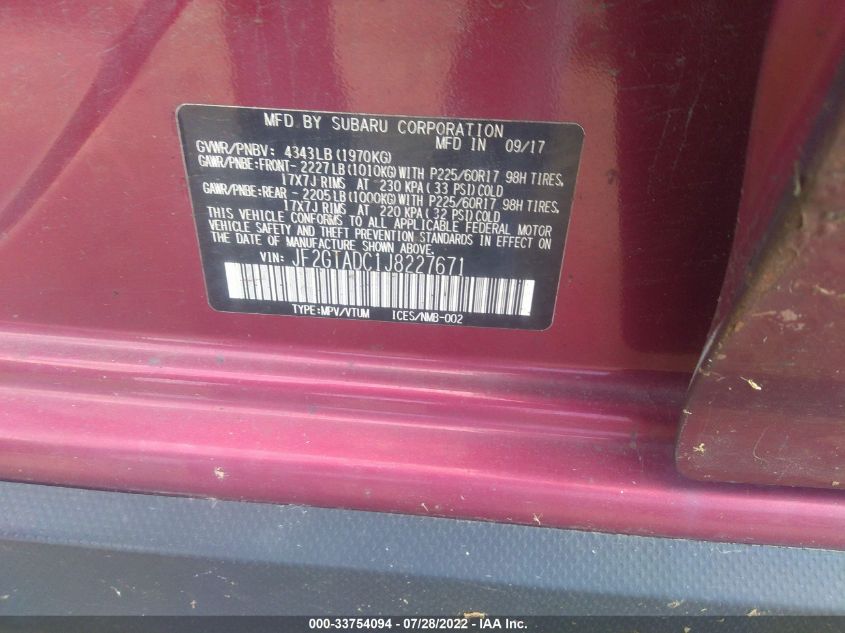 MFD BY SUBARU CORPORATION
MFD IN 09/17
GVWR/PNBV: 4343LB(1970KG)
GAWR/PNBE:FRONT-2227LB(1010KG)WITH P225/60R17 98H TIRES,
17X7J RIMS AT 230 KPA(33 PSI)COLD
GAWR/PNBE:REAR -2205LB(1000KG)WITH P225/60R17 98H TIRES,
17X7J RIMS AT 220 KPA(32 PSI)COLD
THIS VEHICLE CONFORMS TO ALL APPLICABLE FEDERAL MOTOR
VEHICLE SAFETY AND THEFT PREVENTION STANDARDS IN EFFECT
ON THE DATE OF MANUFACTURE SHOWN ABOVE.
VIN: JF2GTADC1J8227671
TYPE:MPV/VTUM ICES/NMB-002
000-33754094 - 07/28/2022 - IAA Inc.